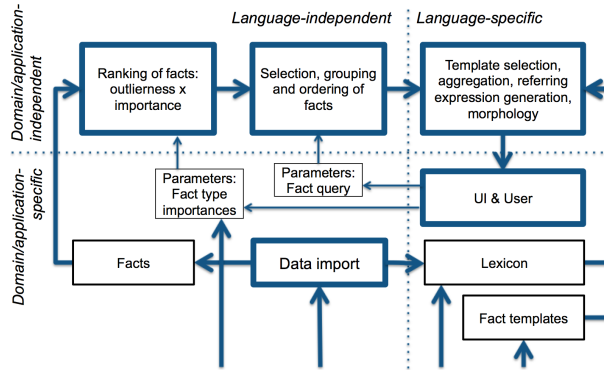 Language-independent
Language-specific
Domain/application-
independent
Ranking of facts:
outlierness x
importance
Selection, grouping
and ordering of
facts
Template selection,
aggregation, referring
expression generation,
morphology
Domain/application-
specific
Parameters:
Fact type
importances
Parameters:
Fact query
UI & User
Facts
Data import
Lexicon
Fact templates